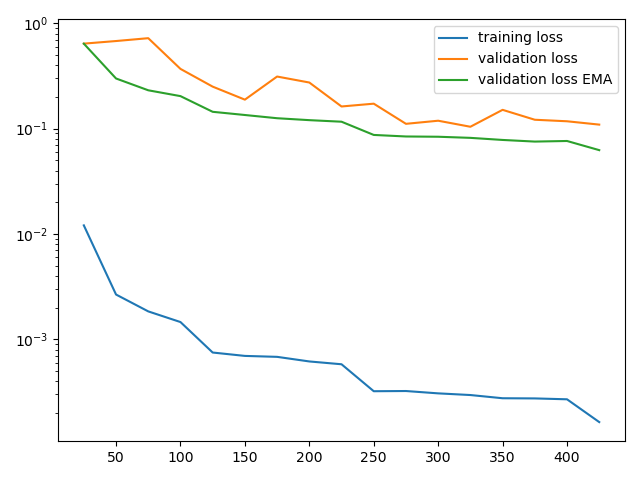 training loss
validation loss
validation loss EMA
10⁰
10⁻¹
10⁻²
10⁻³
50 100 150 200 250 300 350 400